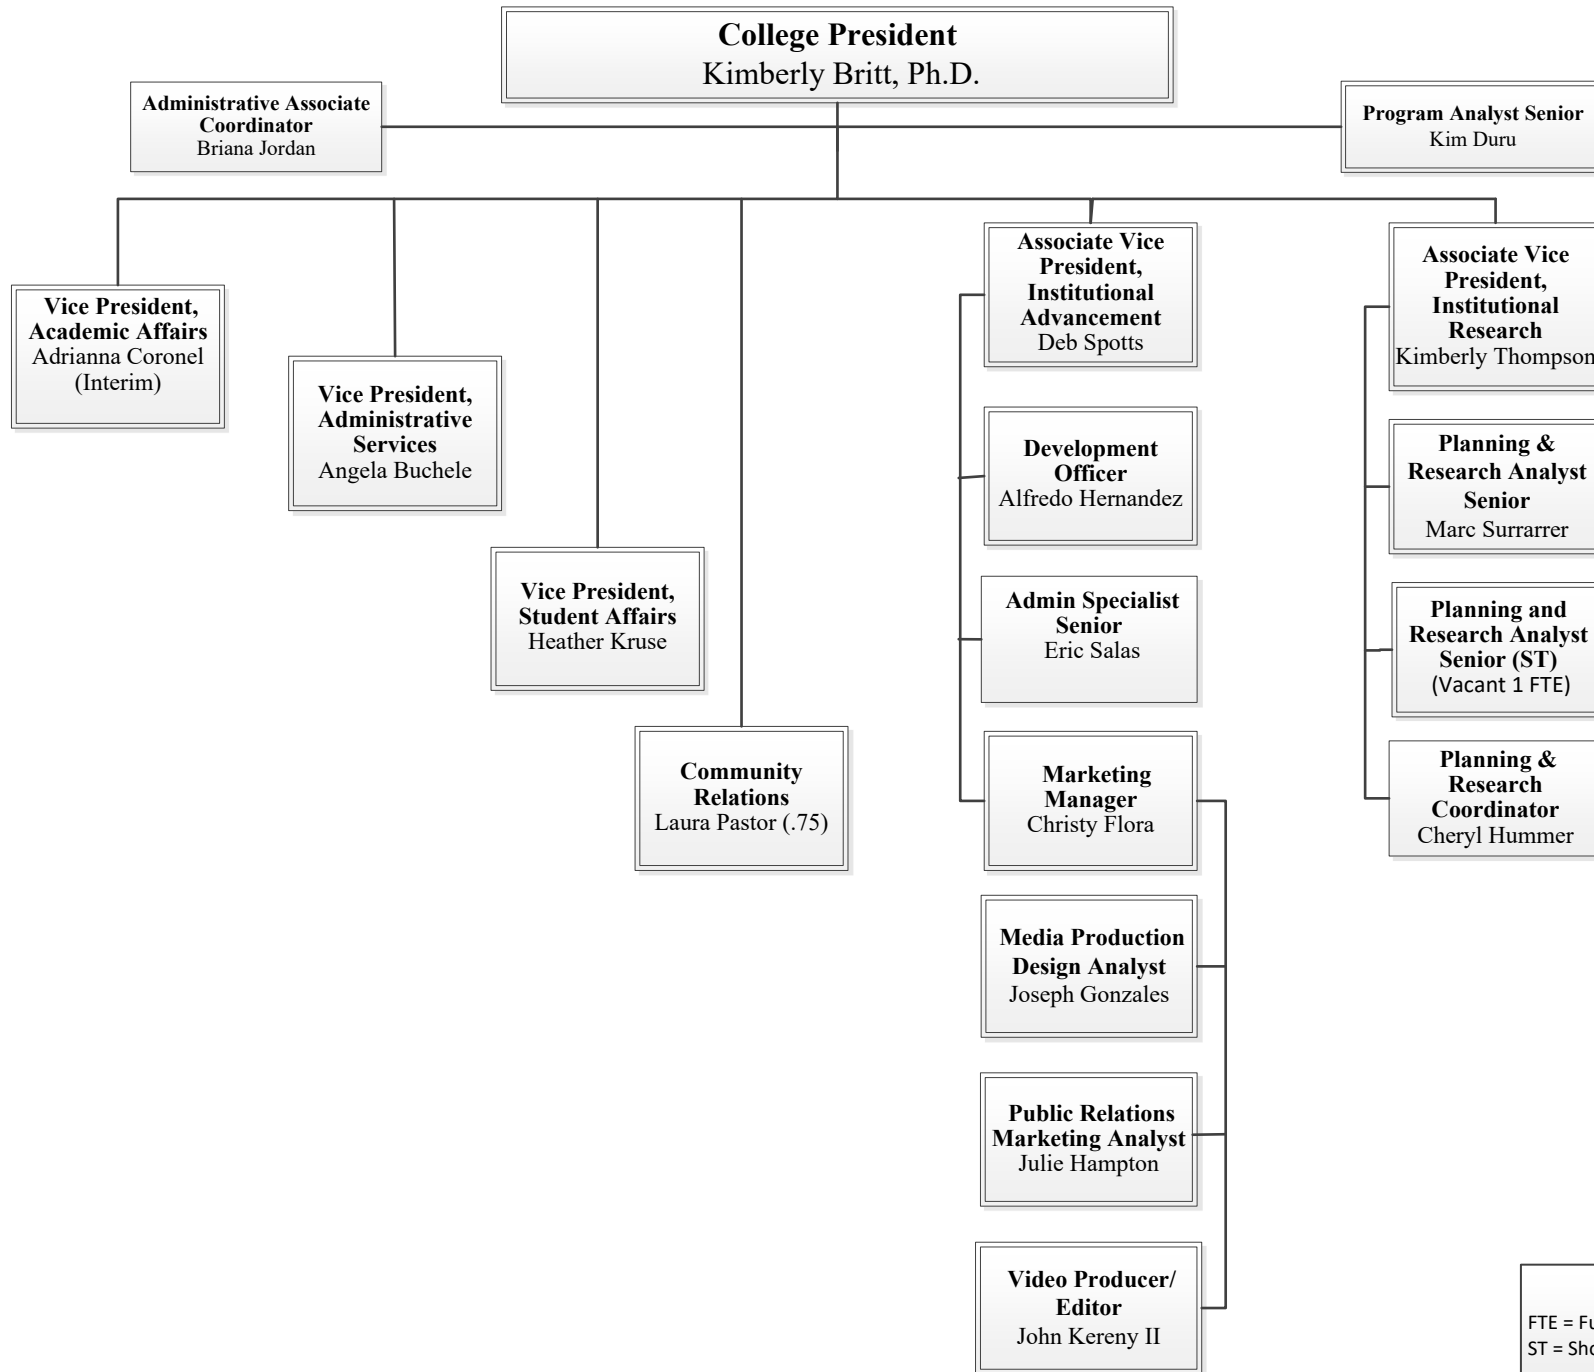 College President
Kimberly Britt, Ph.D.
Administrative Associate
Coordinator
Briana Jordan
Program Analyst Senior
Kim Duru
Vice President,
Academic Affairs
Adrianna Coronel
(Interim)
Vice President,
Administrative
Services
Angela Buchele
Vice President,
Student Affairs
Heather Kruse
Community
Relations
Laura Pastor (.75)
Associate Vice
President,
Institutional
Advancement
Deb Spotts
Development
Officer
Alfredo Hernandez
Admin Specialist
Senior
Eric Salas
Marketing
Manager
Christy Flora
Media Production
Design Analyst
Joseph Gonzales
Public Relations
Marketing Analyst
Julie Hampton
Video Producer/
Editor
John Kereny II
Associate Vice
President,
Institutional
Research
Kimberly Thompson
Planning &
Research Analyst
Senior
Marc Surrarrer
Planning and
Research Analyst
Senior (ST)
(Vacant 1 FTE)
Planning &
Research
Coordinator
Cheryl Hummer
FTE =
ST =